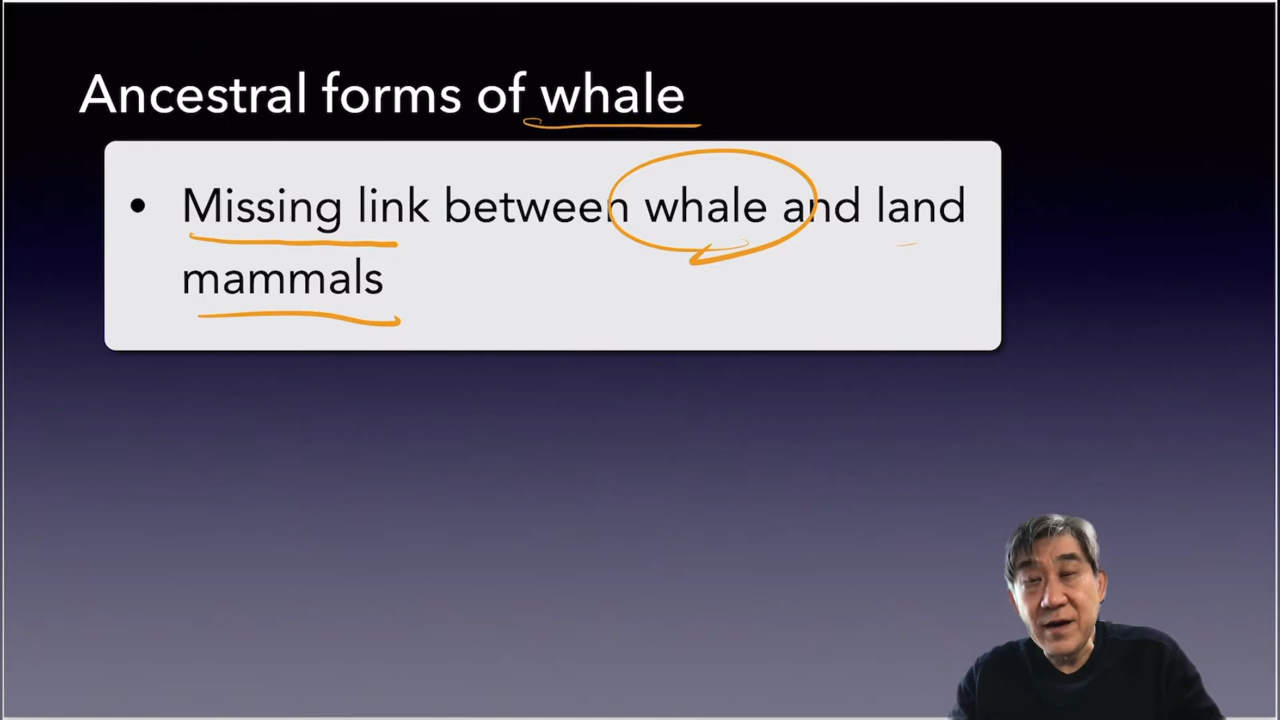 Ancestral forms of whale
• Missing link between whale and land
mammals